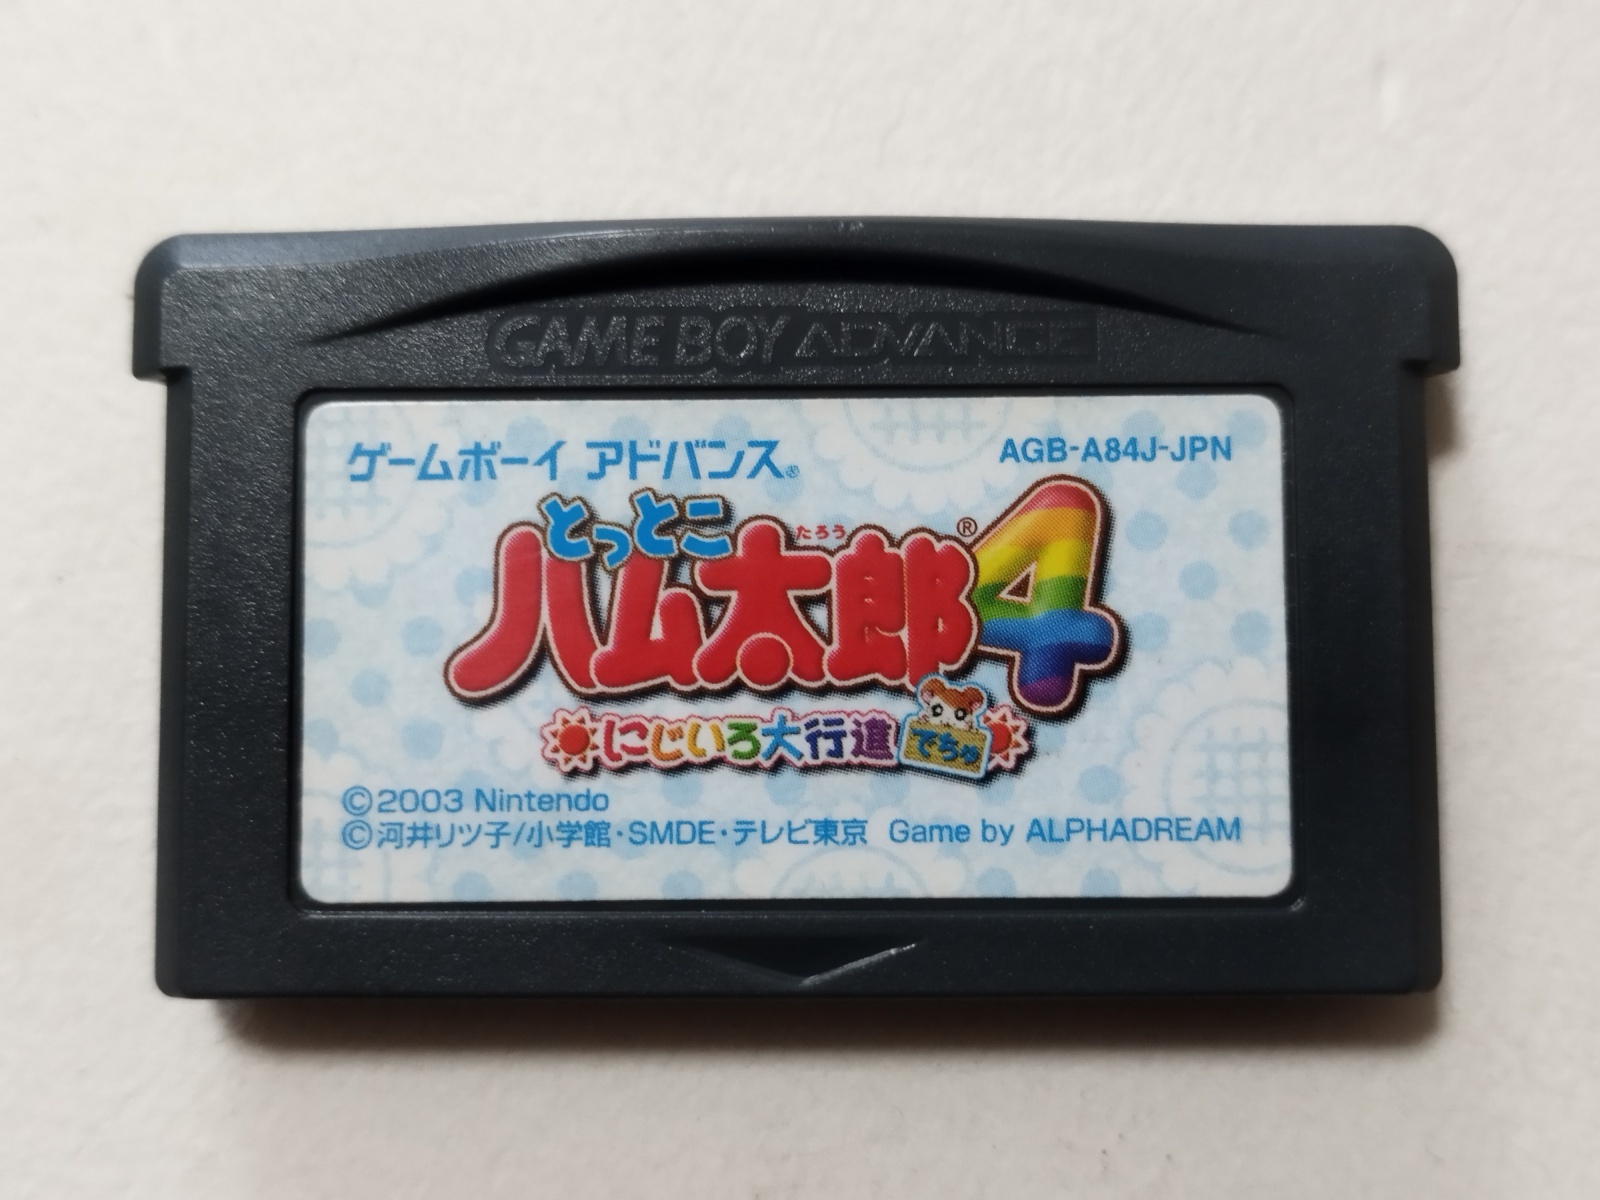 GAME BOY ADVANCE
ゲームボーイ アドバンス®
AGB-A84J-JPN
とっとこ
たろう
ハム太郎®4
にじいろ大行進でちゅ
©2003 Nintendo
©河井リツ子/小学館・SMDE・テレビ東京 Game by ALPHADREAM